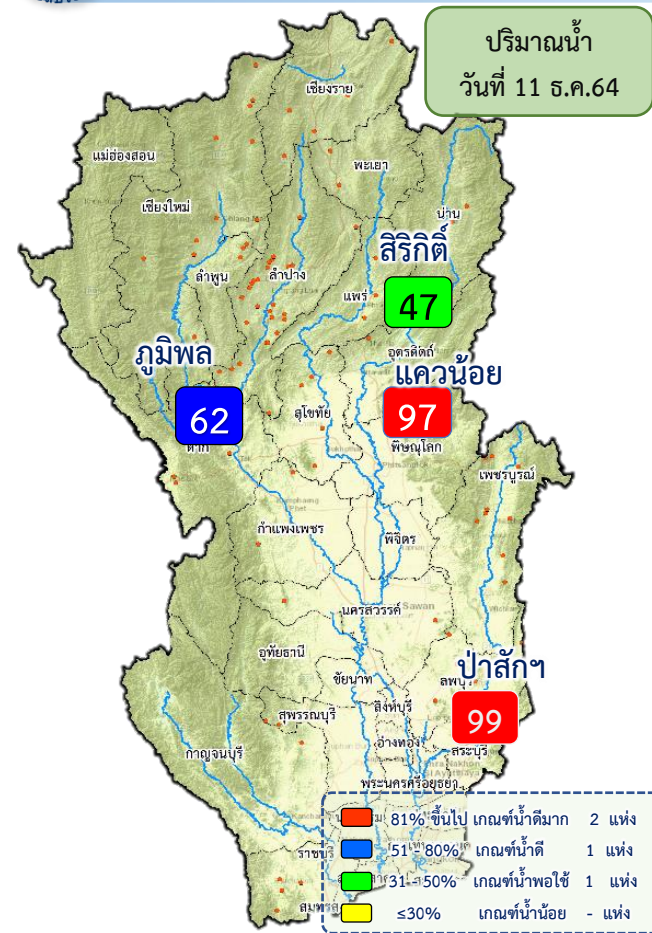 ปริมาณน้ำ
วันที่ 11 ธ.ค.64
เชียงราย
แม่ฮ่องสอน
พะเยา
เชียงใหม่
น่าน
สิริกิติ์
ลำพูน
ลำปาง
แพร่
47
อุตรดิตถ์
ภูมิพล
แควน้อย
62
สุโขทัย
97
ตาก
พิษณุโลก
เพชรบูรณ์
กำแพงเพชร
พิจิตร
นครสวรรค์
Sawan
อุทัยธานี
ป่าสักฯ
ชัยนาท
ลพบุรี
สิงห์บุรี
สุพรรณบุรี
99
อ่างทอง
สระบุรี
กาญจนบุรี
พระนครศรีอยุธยา
81% ขึ้นไป เกณฑ์น้ำดีมาก 2 แห่ง
51 - 80% เกณฑ์น้ำดี 1 แห่ง
ราชบุรี
31 - 50% เกณฑ์น้ำพอใช้ 1 แห่ง
≤30% เกณฑ์น้ำน้อย - แห่ง